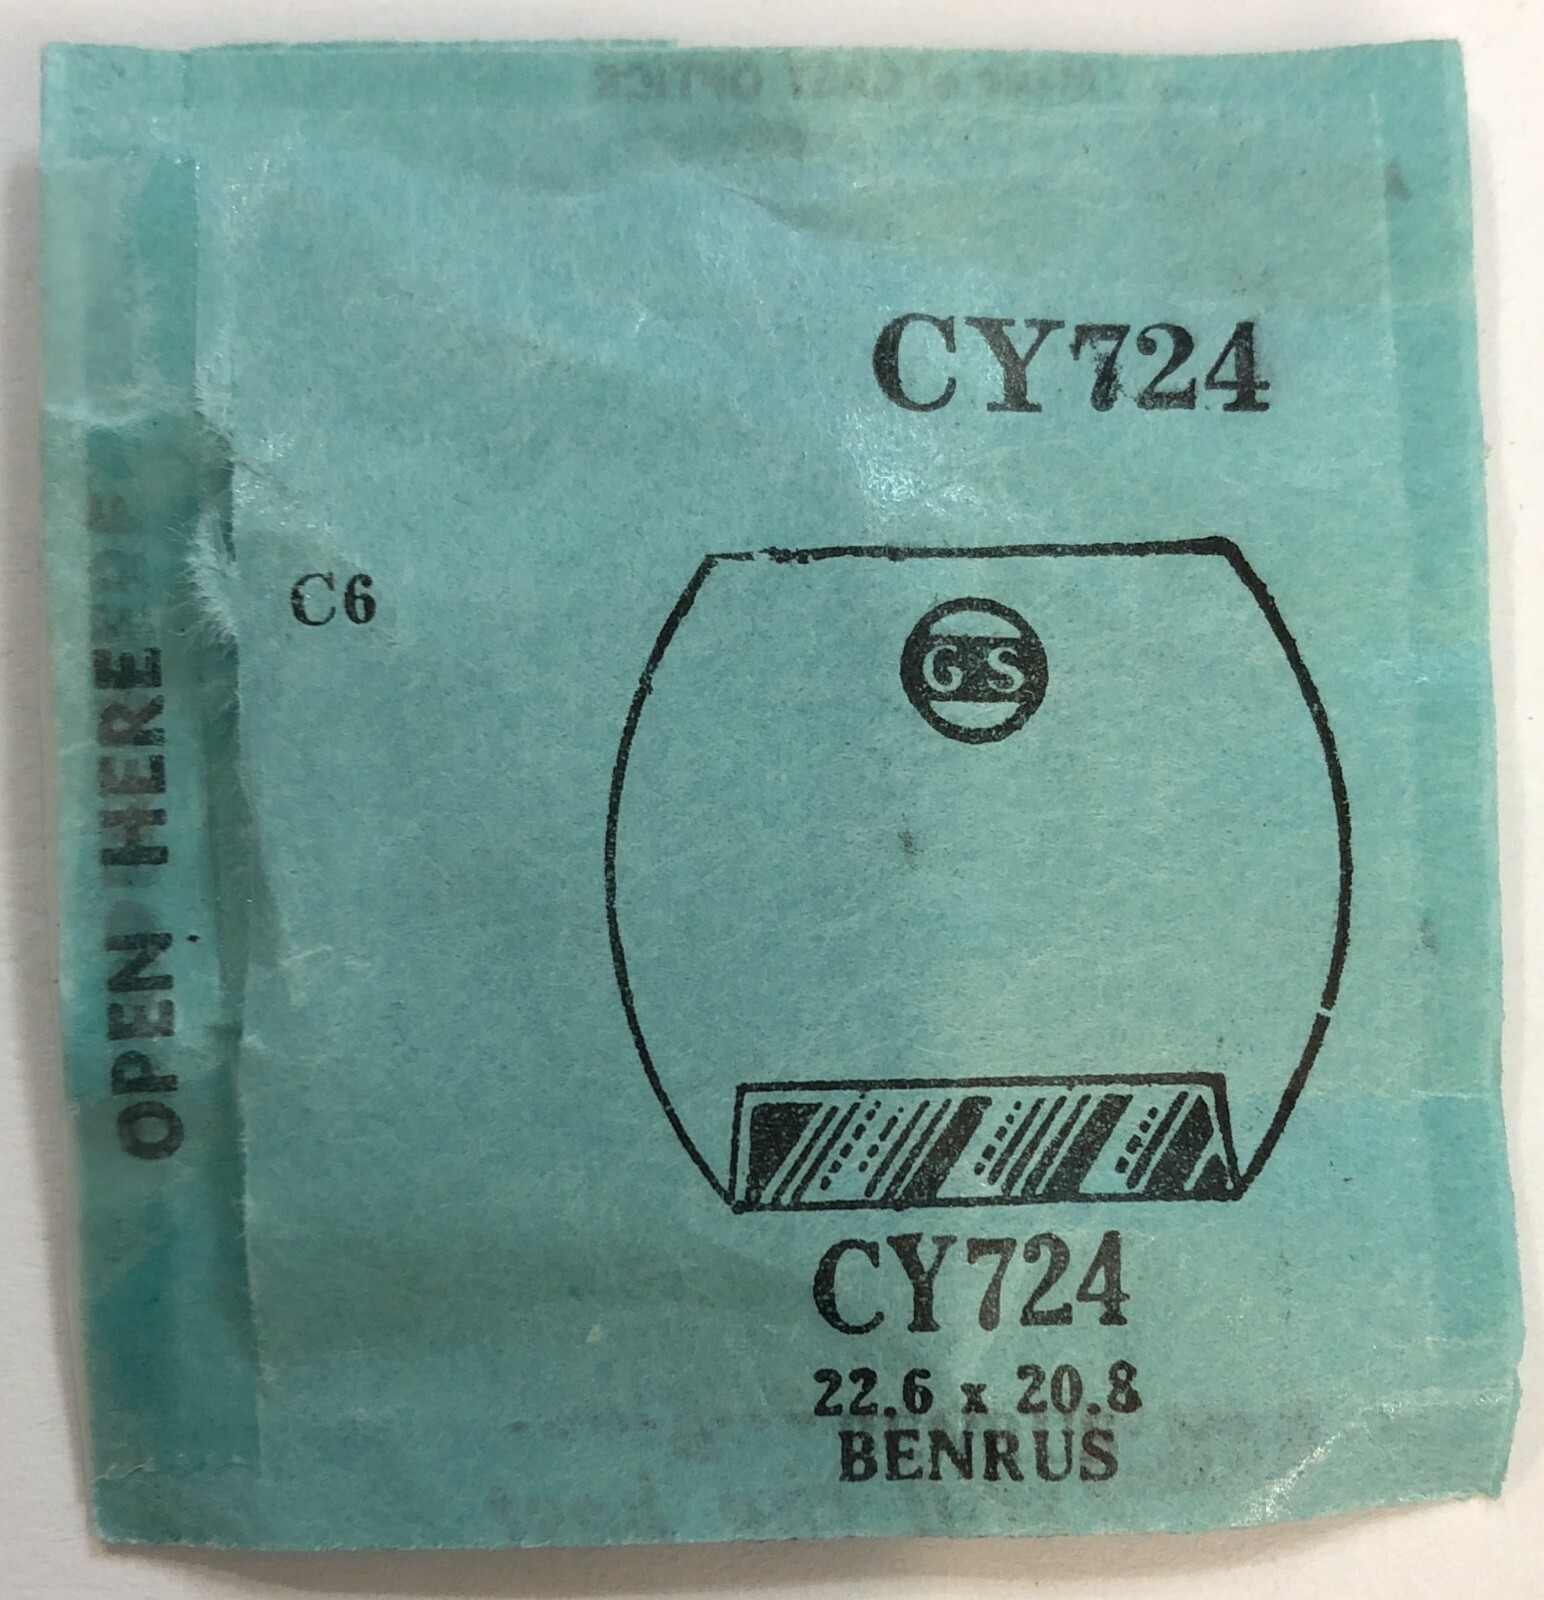 CY724
C6
GS
OPEN HERE
CY724
22.6 x 20.8
BENRUS